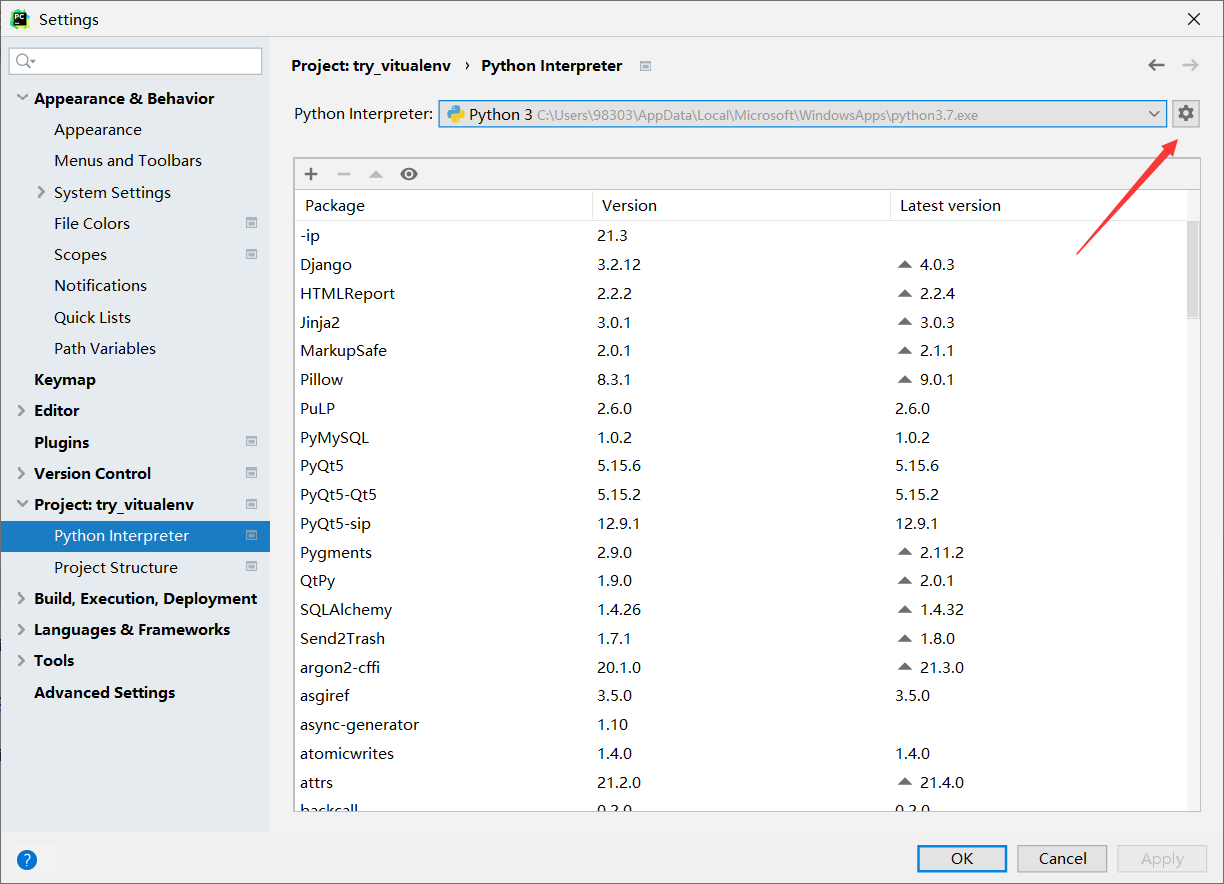 Settings
Project: try_vitualenv › Python Interpreter
Python Interpreter: Python 3 C:\Users\98303\AppData\Local\Microsoft\WindowsApps\python3.7.exe
Appearance & Behavior
Appearance
Menus and Toolbars
System Settings
File Colors
Scopes
Notifications
Quick Lists
Path Variables
Keymap
Editor
Plugins
Version Control
Project: try_vitualenv
Python Interpreter
Project Structure
Build, Execution, Deployment
Languages & Frameworks
Tools
Advanced Settings
Package Version Latest version
-ip 21.3
Django 3.2.12 4.0.3
HTMLReport 2.2.2 2.2.4
Jinja2 3.0.1 3.0.3
MarkupSafe 2.0.1 2.1.1
Pillow 8.3.1 9.0.1
PuLP 2.6.0 2.6.0
PyMySQL 1.0.2 1.0.2
PyQt5 5.15.6 5.15.6
PyQt5-Qt5 5.15.2 5.15.2
PyQt5-sip 12.9.1 12.9.1
Pygments 2.9.0 2.11.2
QtPy 1.9.0 2.0.1
SQLAlchemy 1.4.26 1.4.32
Send2Trash 1.7.1 1.8.0
argon2-cffi 20.1.0 21.3.0
asgiref 3.5.0 3.5.0
async-generator 1.10
atomicwrites 1.4.0 1.4.0
attrs 21.2.0 21.4.0
backcall 0.2.0 0.2.0
?
OK Cancel Apply